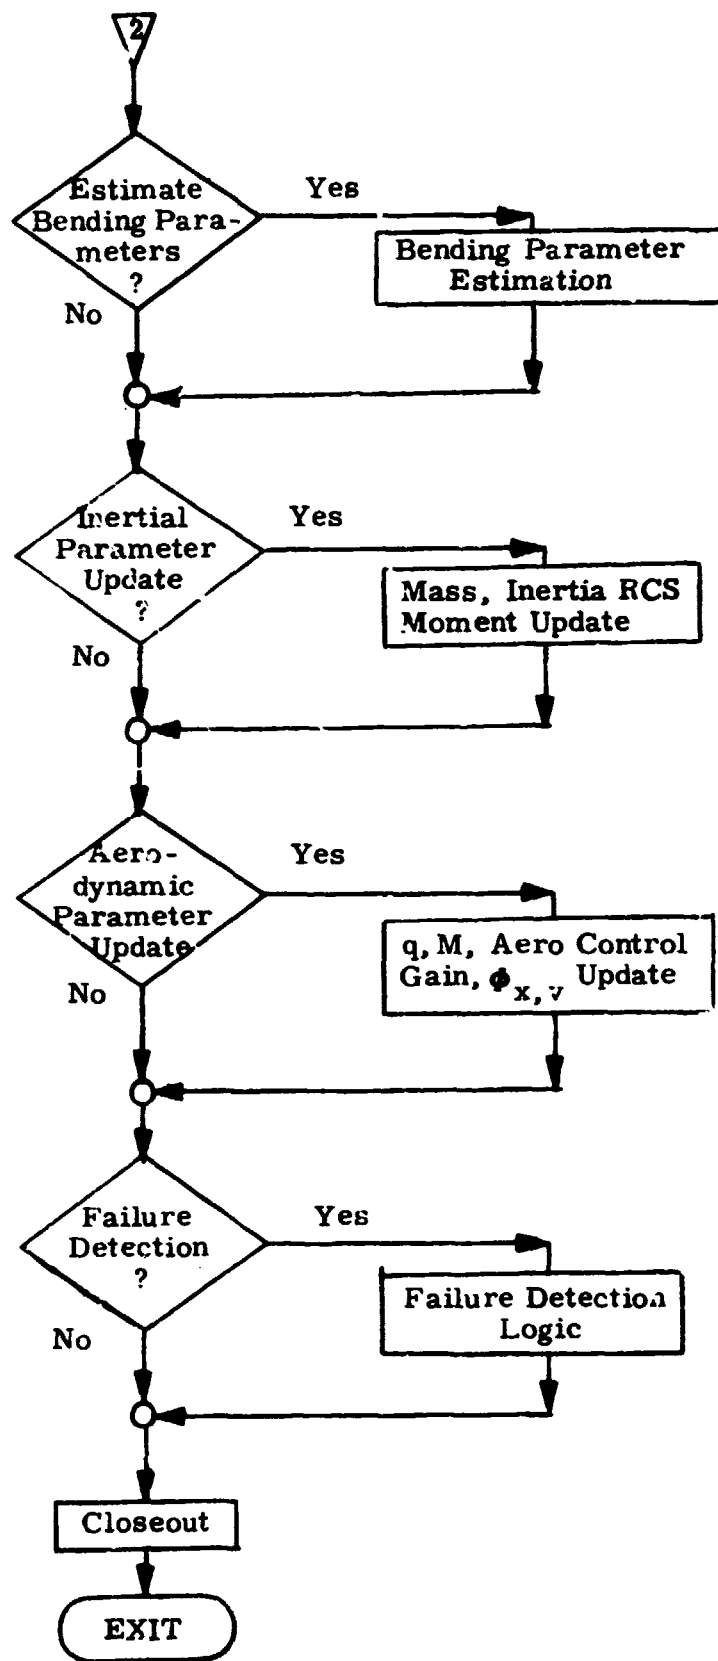 2
Estimate
Bending Para-
meters
?
Yes
No
Bending Parameter
Estimation
Inertial
Parameter
Update
?
Yes
No
Mass, Inertia RCS
Moment Update
Aero-
dynamic
Parameter
Update
Yes
No
q, M, Aero Control
Gain, ϕx, Update
Failure
Detection
?
Yes
No
Failure Detection
Logic
Closeout
EXIT